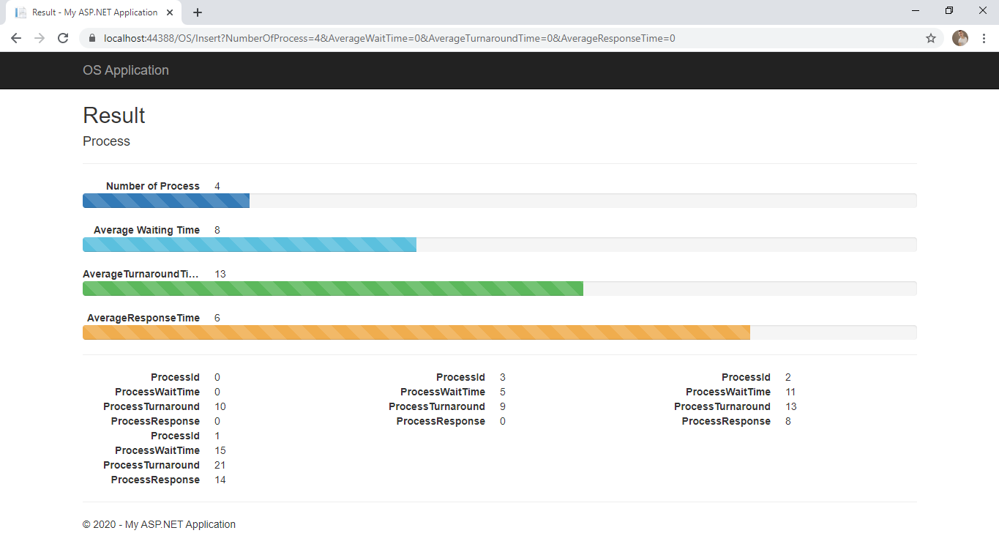 Result - My ASP.NET Application
localhost:44388/OS/Insert?NumberOfProcess=4&AverageWaitTime=0&AverageTurnaroundTime=0&AverageResponseTime=0
OS Application
Result
Process
Number of Process 4
Average Waiting Time 8
AverageTurnaroundTi... 13
AverageResponseTime 6
ProcessId 0
ProcessWaitTime 0
ProcessTurnaround 10
ProcessResponse 0
ProcessId 1
ProcessWaitTime 15
ProcessTurnaround 21
ProcessResponse 14
ProcessId 3
ProcessWaitTime 5
ProcessTurnaround 9
ProcessResponse 0
ProcessId 2
ProcessWaitTime 11
ProcessTurnaround 13
ProcessResponse 8
© 2020 - My ASP.NET Application